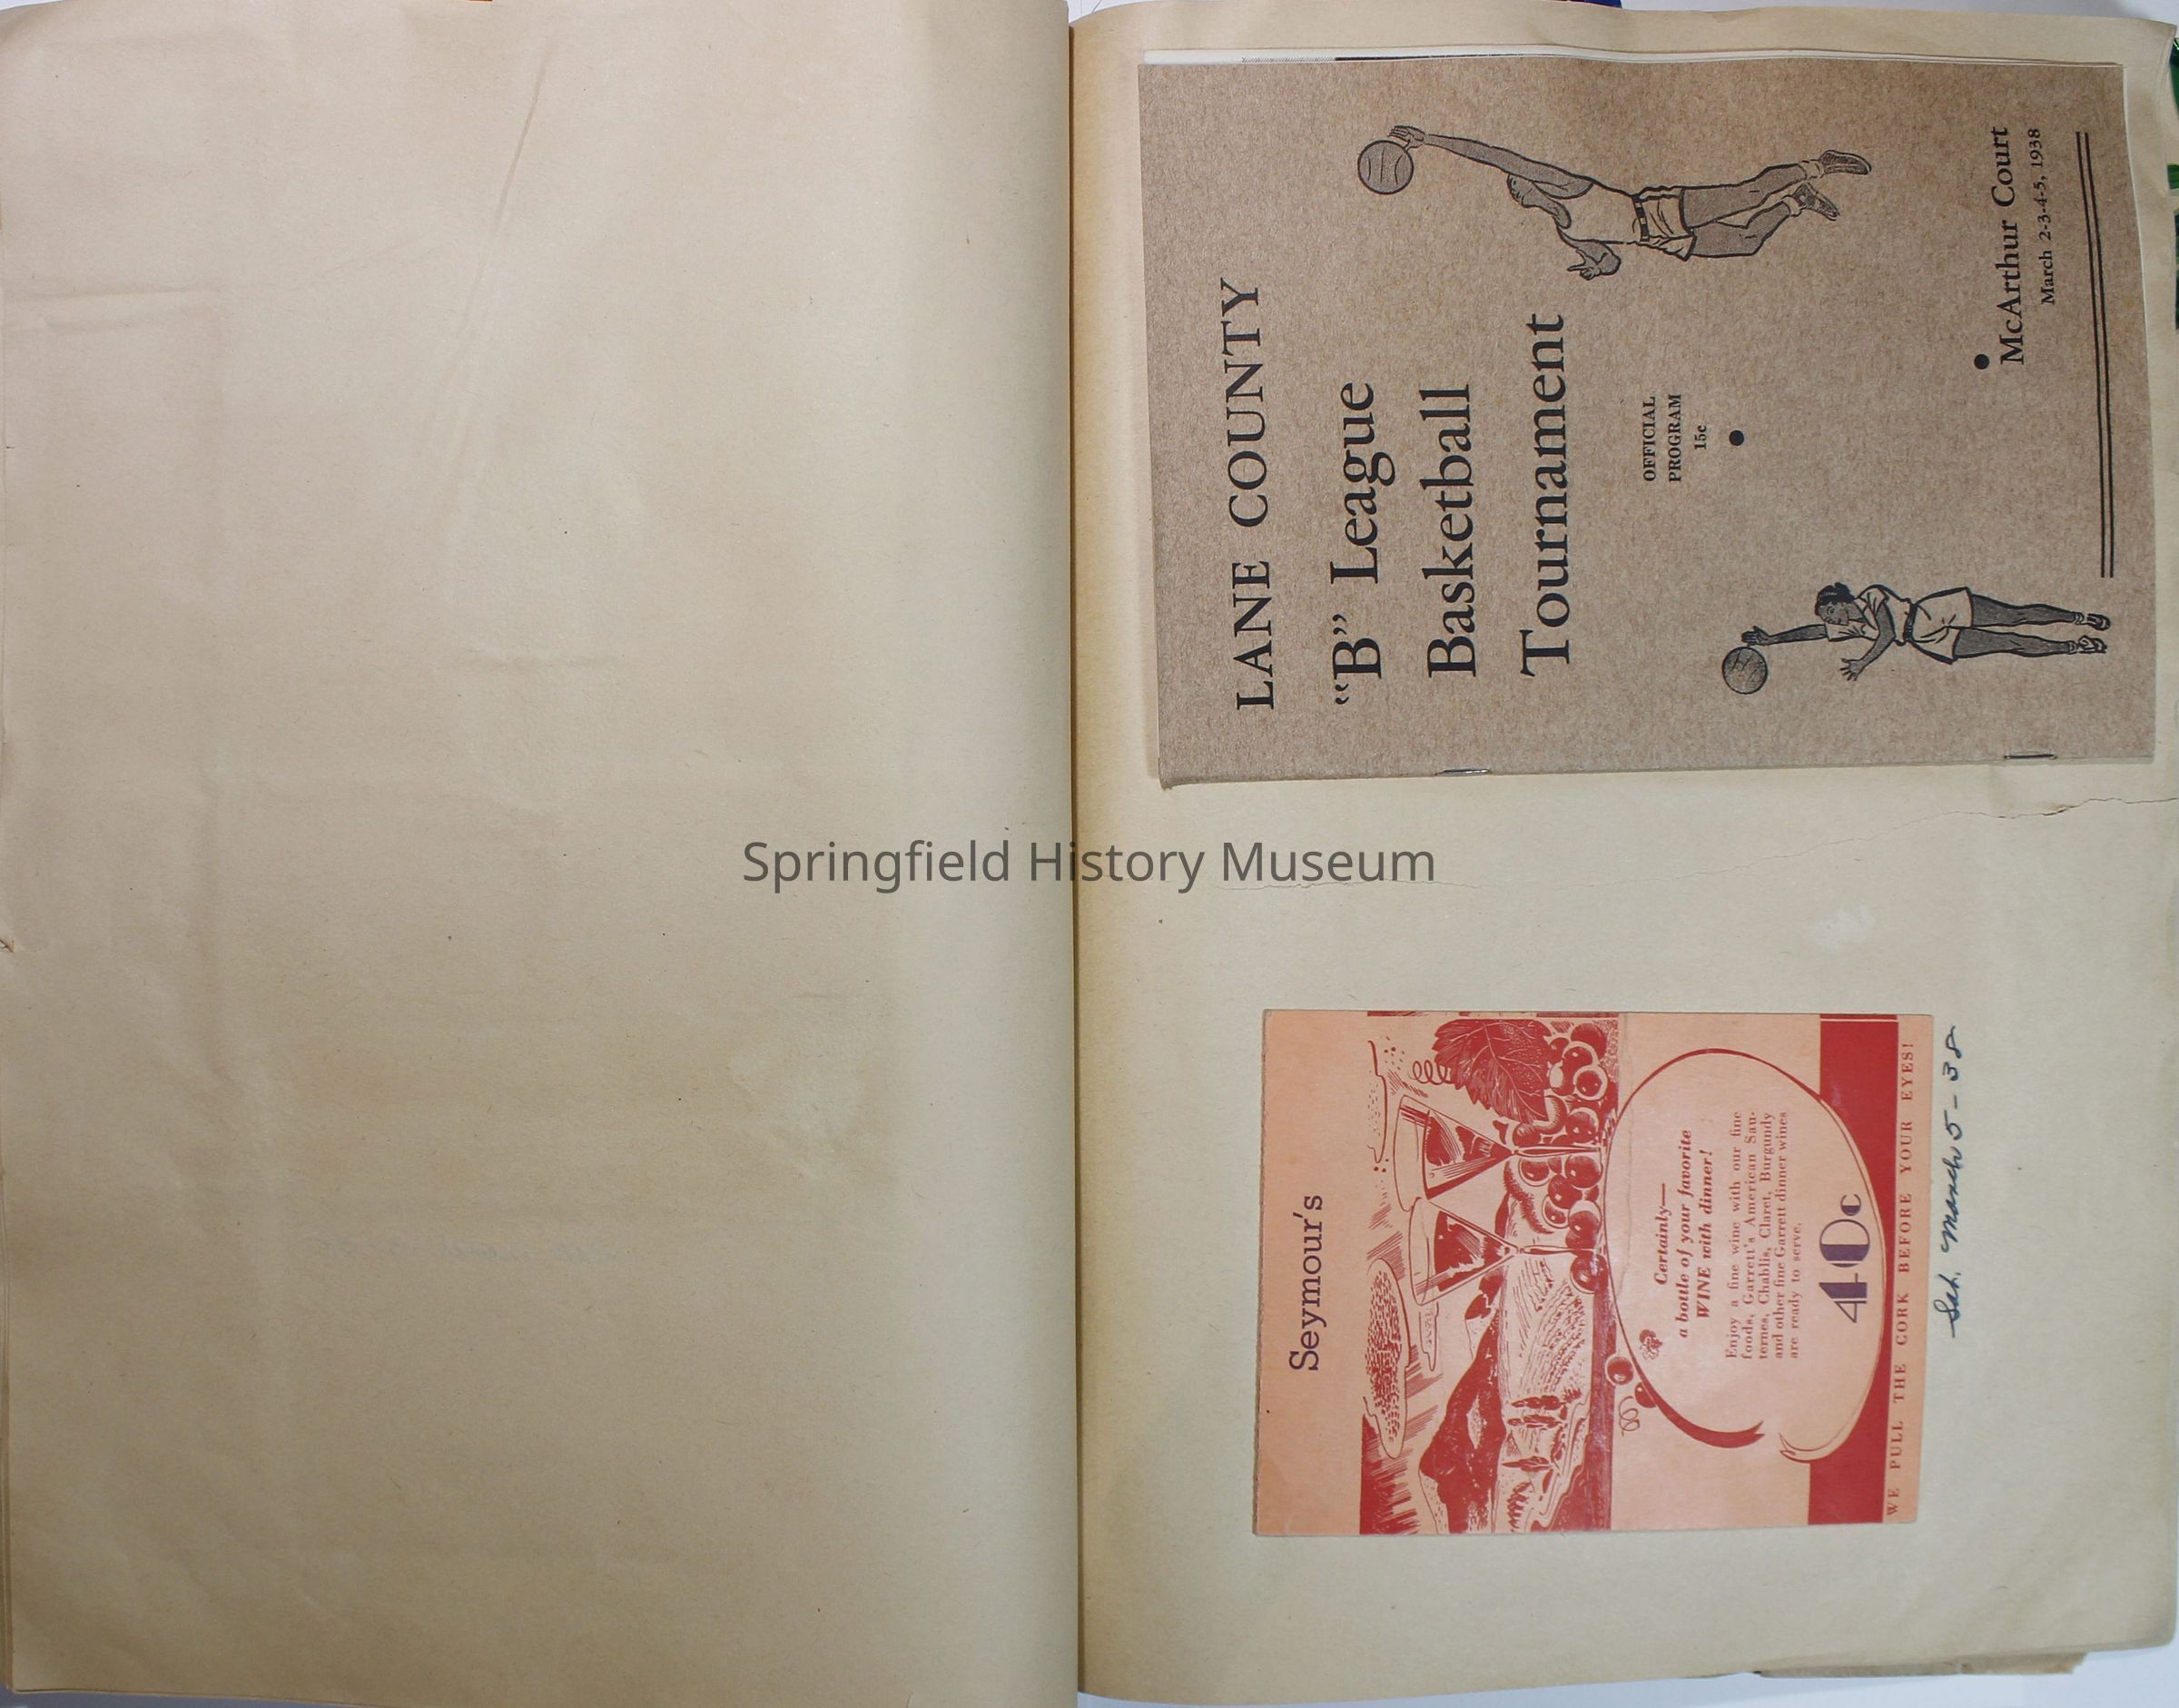 LANE COUNTY
"B" League
Basketball
Tournament
OFFICIAL
PROGRAM
15c
McArthur Court
March 2-3-4-5, 1938
Springfield History Museum
Seymour's
Certainly—
a bottle of your favorite
WINE with dinner!
Enjoy a fine wine with our fine
foods, Garrett's American Sau-
ternes, Chablis, Claret, Burgundy
and other fine Garrett dinner wines
are ready to serve.
40c
WE PULL THE CORK BEFORE YOUR EYES!
Sat. March 5-38